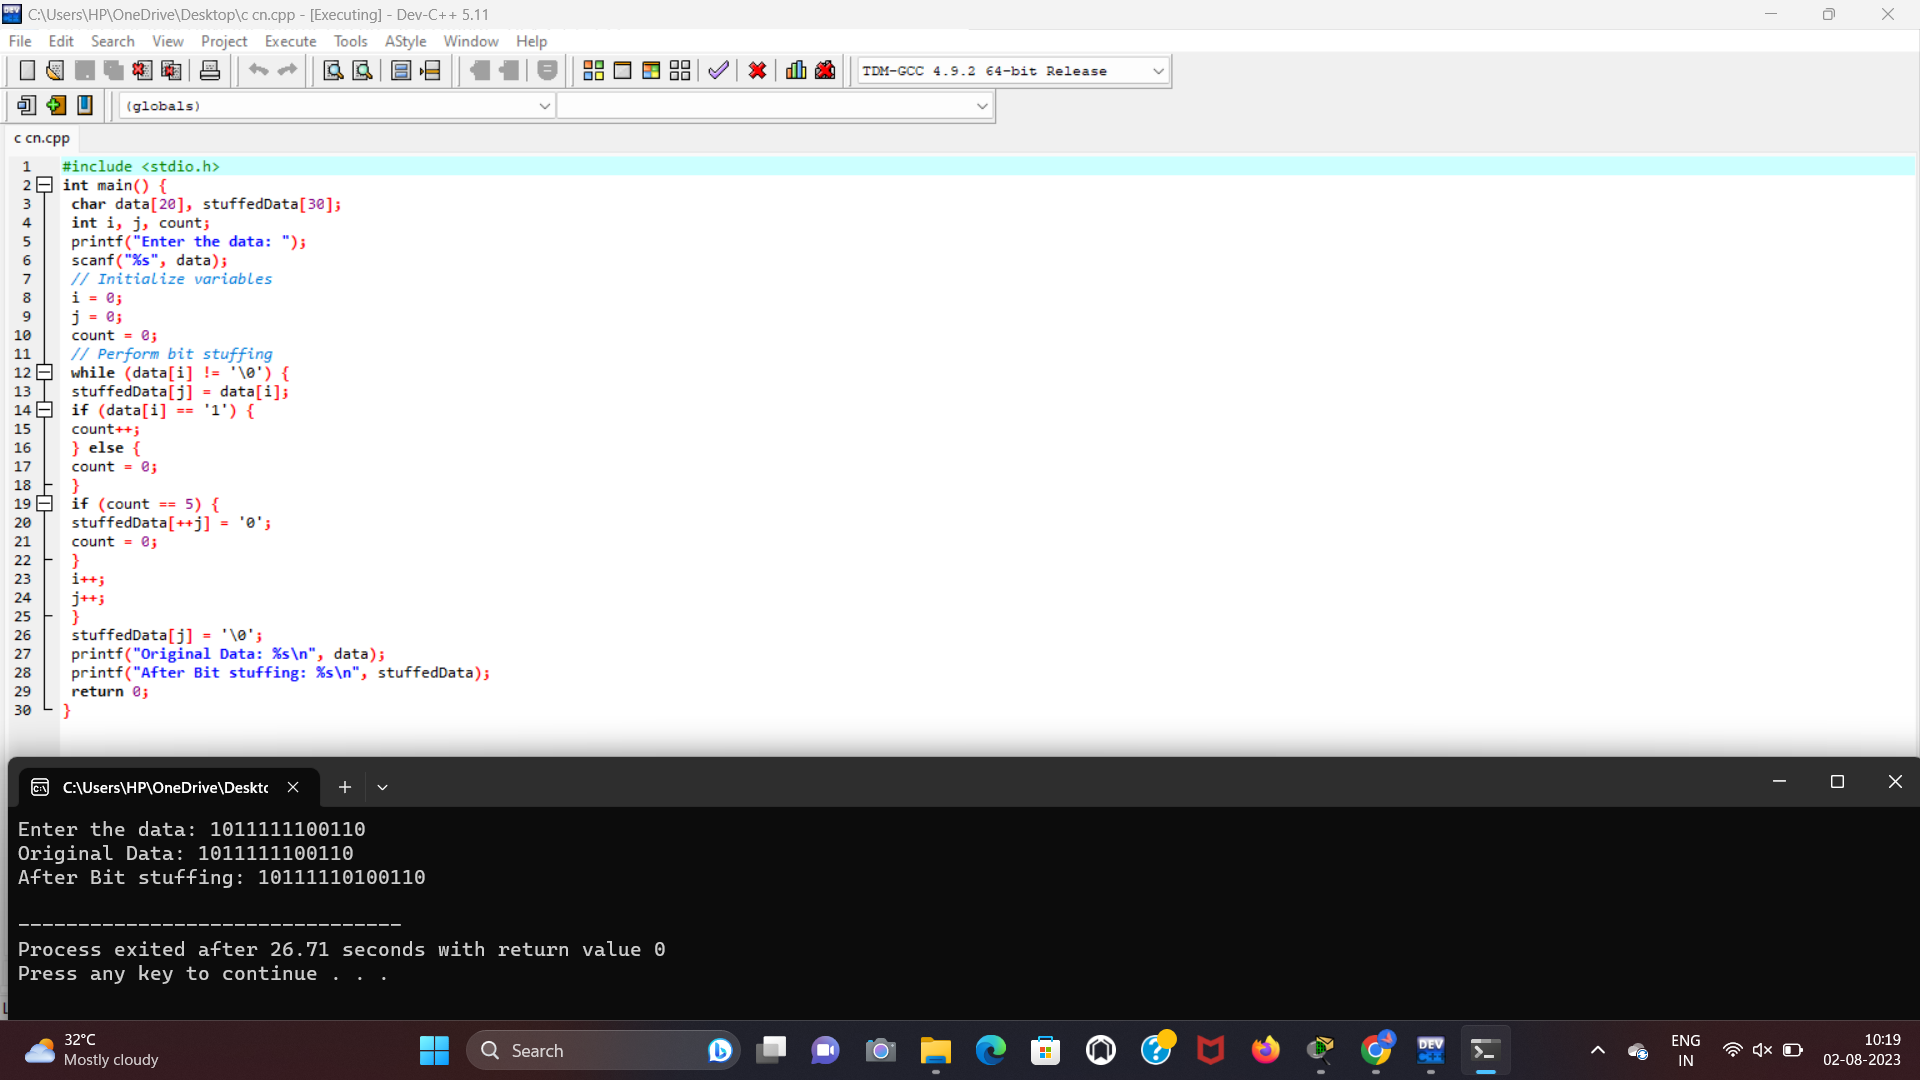 C:\Users\HP\OneDrive\Desktop\c cn.cpp - [Executing] - Dev-C++ 5.11
File Edit Search View Project Execute Tools AStyle Window Help
TDM-GCC 4.9.2 64-bit Release
(globals)
c cn.cpp
1 #include <stdio.h>
2 int main() {
3 char data[20], stuffedData[30];
4 int i, j, count;
5 printf("Enter the data: ");
6 scanf("%s", data);
7 // Initialize variables
8 i = 0;
9 j = 0;
10 count = 0;
11 // Perform bit stuffing
12 while (data[i] != '\0') {
13 stuffedData[j] = data[i];
14 if (data[i] == '1') {
15 count++;
16 } else {
17 count = 0;
18 }
19 if (count == 5) {
20 stuffedData[++j] = '0';
21 count = 0;
22 }
23 i++;
24 j++;
25 }
26 stuffedData[j] = '\0';
27 printf("Original Data: %s\n", data);
28 printf("After Bit stuffing: %s\n", stuffedData);
29 return 0;
30 }
C:\Users\HP\OneDrive\Deskto
Enter the data: 1011111100110
Original Data: 1011111100110
After Bit stuffing: 10111110100110
--------------------------------
Process exited after 26.71 seconds with return value 0
Press any key to continue . . .
32°C
Mostly cloudy
Search
DEV
ENG
IN
10:19
02-08-2023